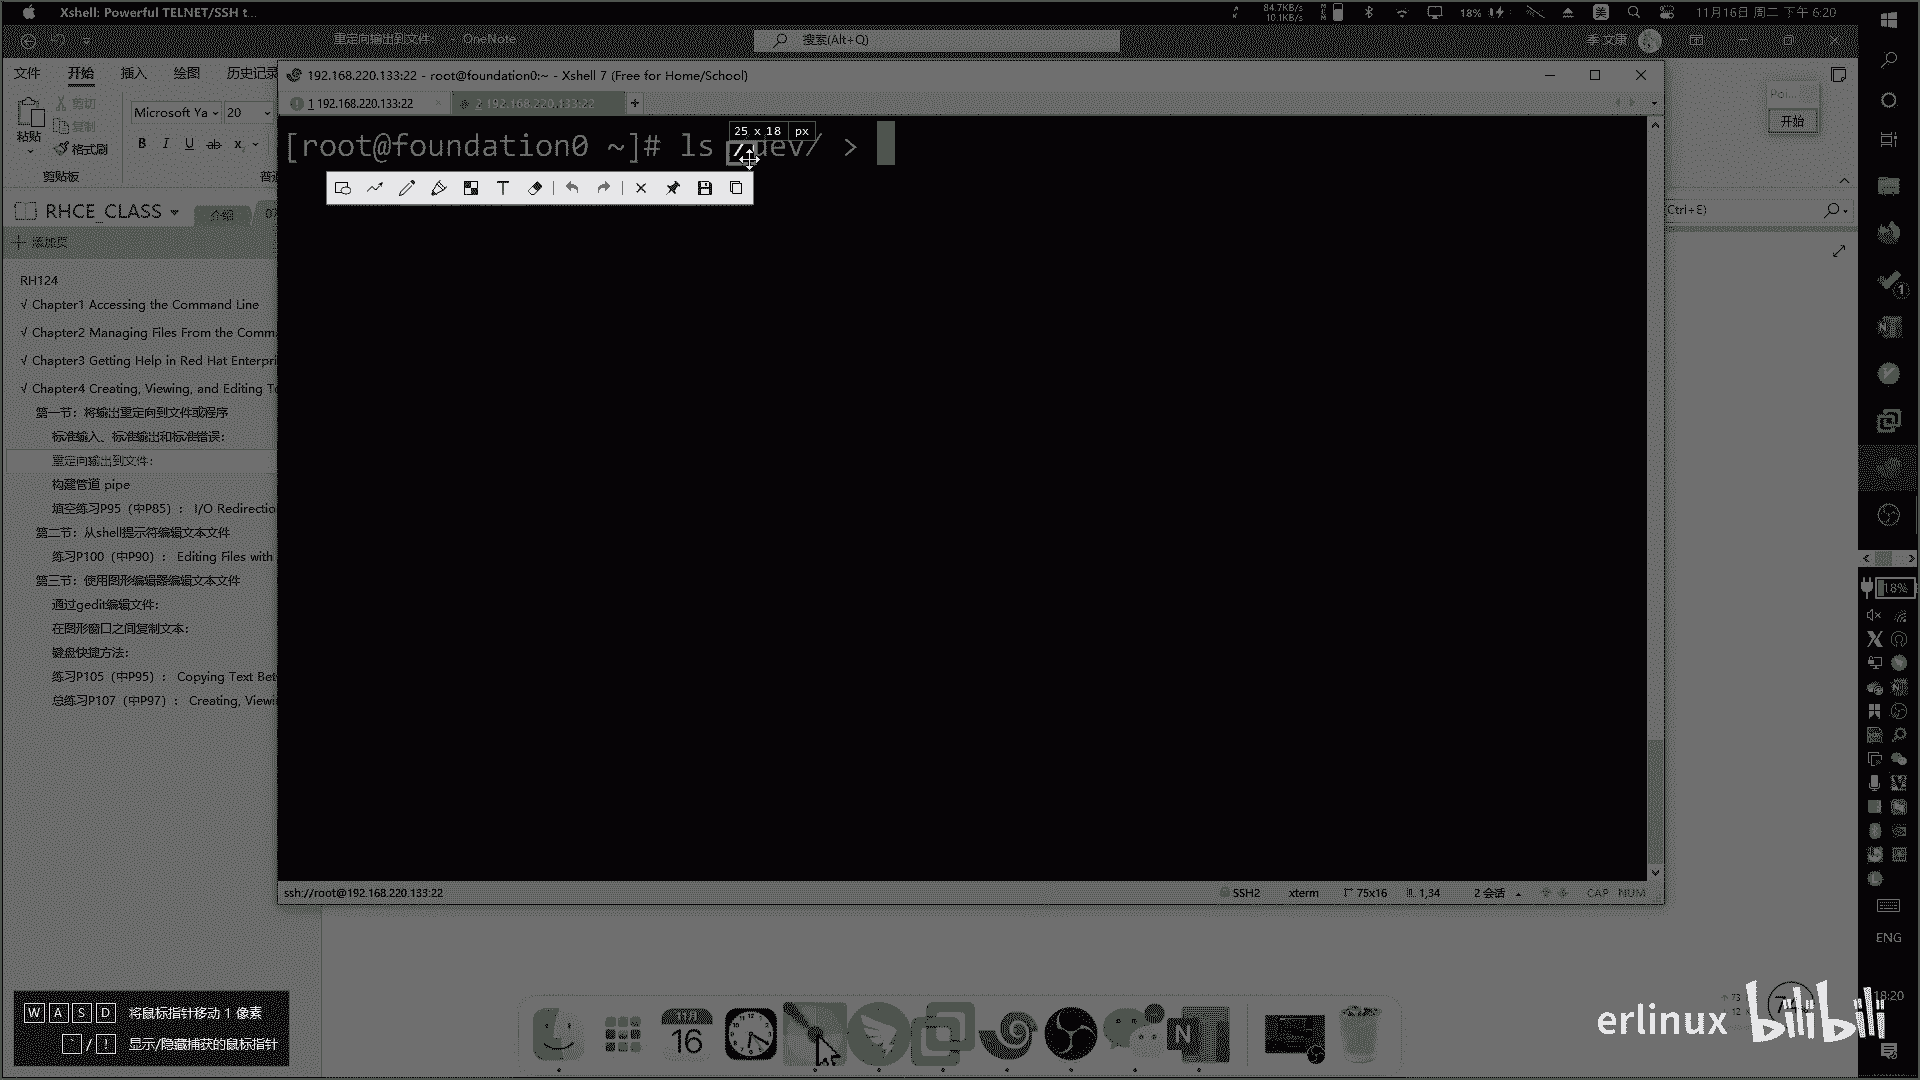 Xshell: Powerful TELNET/SSH t...
84.7KB/s
10.1KB/s
18%
美
11月16日 周二 下午 6:20
重定向输出到文件: - OneNote
搜索(Alt+Q)
李 文康
文件 开始 插入 绘图 历史记录
粘贴
剪切
复制
格式刷
剪贴板
Microsoft Ya
20
B I U ab x
普通
开始
RHCE_CLASS
介绍
07
(Ctrl+E)
添加页
RH124
√ Chapter1 Accessing the Command Line
√ Chapter2 Managing Files From the Comm
√ Chapter3 Getting Help in Red Hat Enterpri
√ Chapter4 Creating, Viewing, and Editing Te
第一节：将输出重定向到文件或程序
标准输入、标准输出和标准错误:
重定向输出到文件:
构建管道 pipe
填空练习P95（中P85）： I/O Redirectio
第二节：从shell提示符编辑文本文件
练习P100（中P90）： Editing Files with
第三节：使用图形编辑器编辑文本文件
通过gedit编辑文件:
在图形窗口之间复制文本:
键盘快捷方法:
练习P105（中P95）： Copying Text Bet
总练习P107（中P97）： Creating, Viewi
192.168.220.133:22 - root@foundation0:~ - Xshell 7 (Free for Home/School)
1 192.168.220.133:22
2 192.168.220.133:22
25 x 18 px
[root@foundation0 ~]# ls /dev/ >
ssh://root@192.168.220.133:22
SSH2
xterm
75x16
1,34
2 会话
CAP NUM
W A S D 将鼠标指针移动 1 像素
` / ! 显示/隐藏捕获的鼠标指针
11月
16
N
18%
ENG
18:20
erlinux bilibili